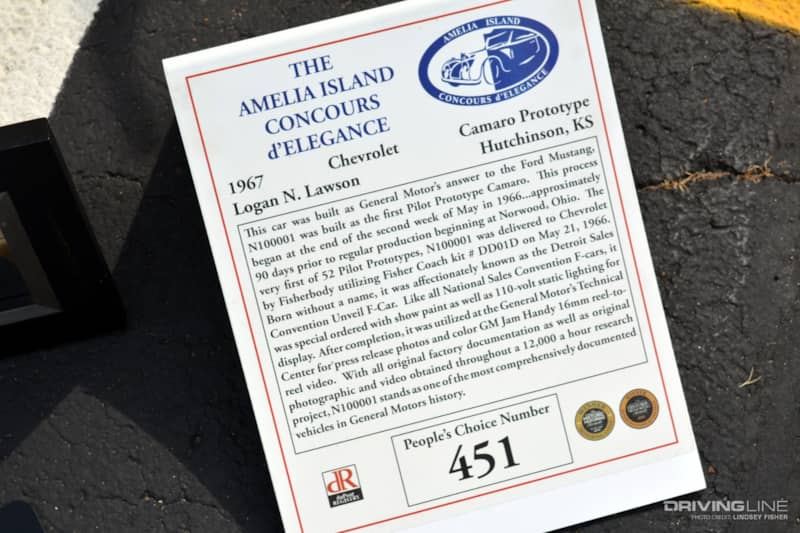 THE
AMELIA ISLAND
CONCOURS
d'ELEGANCE
AMELIA ISLAND
CONCOURS d'ELEGANCE
1967 Chevrolet Camaro Prototype
Logan N. Lawson Hutchinson, KS
This car was built as General Motor's answer to the Ford Mustang,
N100001 was built as the first Pilot Prototype Camaro. This process
began at the end of the second week of May in 1966...approximately
90 days prior to regular production beginning at Norwood, Ohio. The
very first of 52 Pilot Prototypes, N100001 was delivered to Chevrolet
by Fisherbody utilizing Fisher Coach kit # DD01D on May 21, 1966.
Born without a name, it was affectionately known as the Detroit Sales
Convention Unveil F-Car. Like all National Sales Convention F-cars, it
was special ordered with show paint as well as 110-volt static lighting for
display. After completion, it was utilized at the General Motor's Technical
Center for press release photos and color GM Jam Handy 16mm reel-to-
reel video. With all original factory documentation as well as original
photographic and video obtained throughout a 12,000 a hour research
project, N100001 stands as one of the most comprehensively documented
vehicles in General Motors history.
People's Choice Number
451
dR
duPont
REGISTRY
DRIVINGLINE
PHOTO CREDIT: LINDSEY FISHER